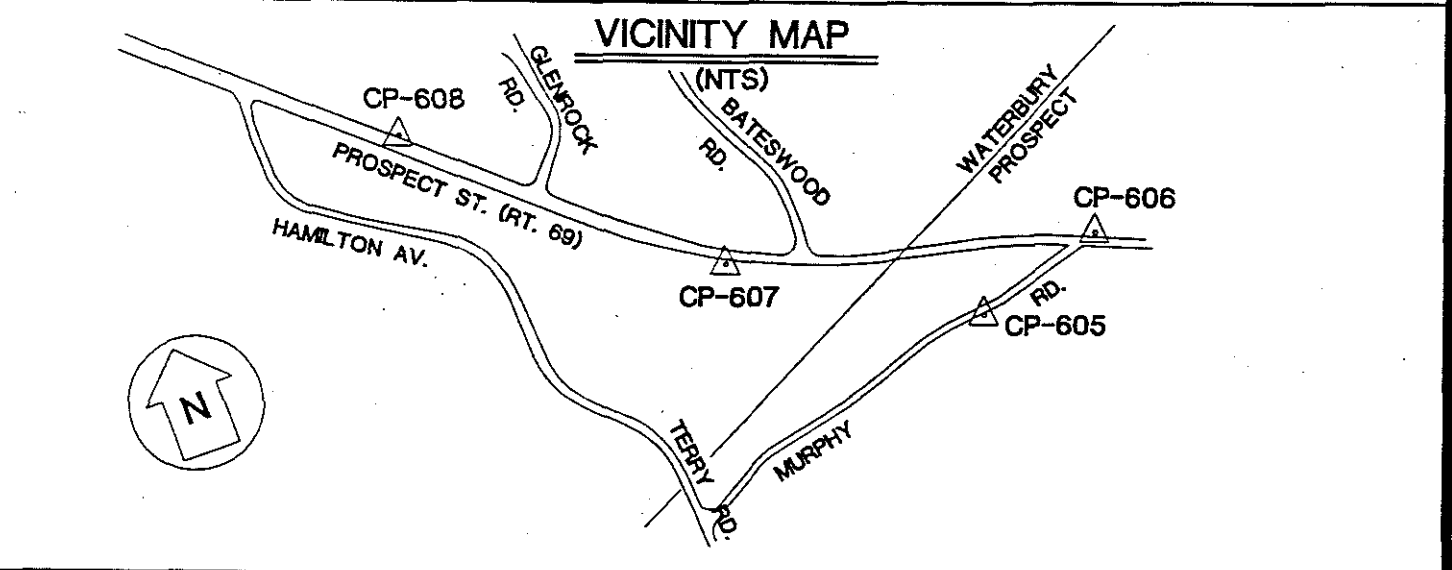 VICINITY MAP
(NTS)
GLENROCK
RD.
CP-608
BATESWOOD
RD.
WATERBURY
PROSPECT
PROSPECT ST. (RT. 69)
CP-606
HAMILTON AV.
CP-607
RD.
CP-605
N
TERRY
MURPHY
RD.